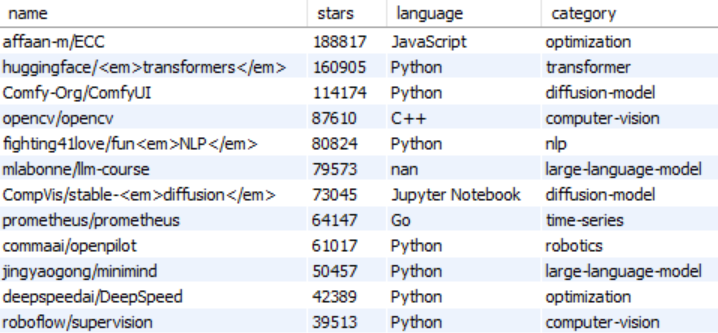 name stars language category
affaan-m/ECC 188817 JavaScript optimization
huggingface/<em>transformers</em> 160905 Python transformer
Comfy-Org/ComfyUI 114174 Python diffusion-model
opencv/opencv 87610 C++ computer-vision
fighting41love/fun<em>NLP</em> 80824 Python nlp
mlabonne/llm-course 79573 nan large-language-model
CompVis/stable-<em>diffusion</em> 73045 Jupyter Notebook diffusion-model
prometheus/prometheus 64147 Go time-series
commaai/openpilot 61017 Python robotics
jingyaogong/minimind 50457 Python large-language-model
deepspeedai/DeepSpeed 42389 Python optimization
roboflow/supervision 39513 Python computer-vision